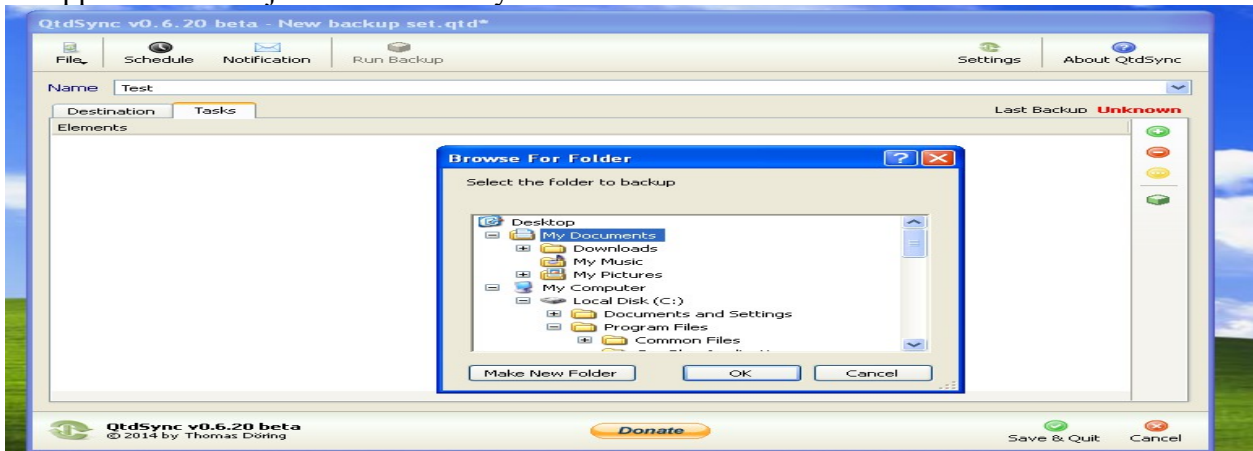 QtdSync v0.6.20 beta - New backup set.qtd*
File Schedule Notification Run Backup Settings About QtdSync
Name Test
Destination Tasks Last Backup Unknown
Elements
Browse For Folder
Select the folder to backup
Desktop
My Documents
Downloads
My Music
My Pictures
My Computer
Local Disk (C:)
Documents and Settings
Program Files
Common Files
Make New Folder OK Cancel
QtdSync v0.6.20 beta
© 2014 by Thomas Döring
Donate
Save & Quit Cancel